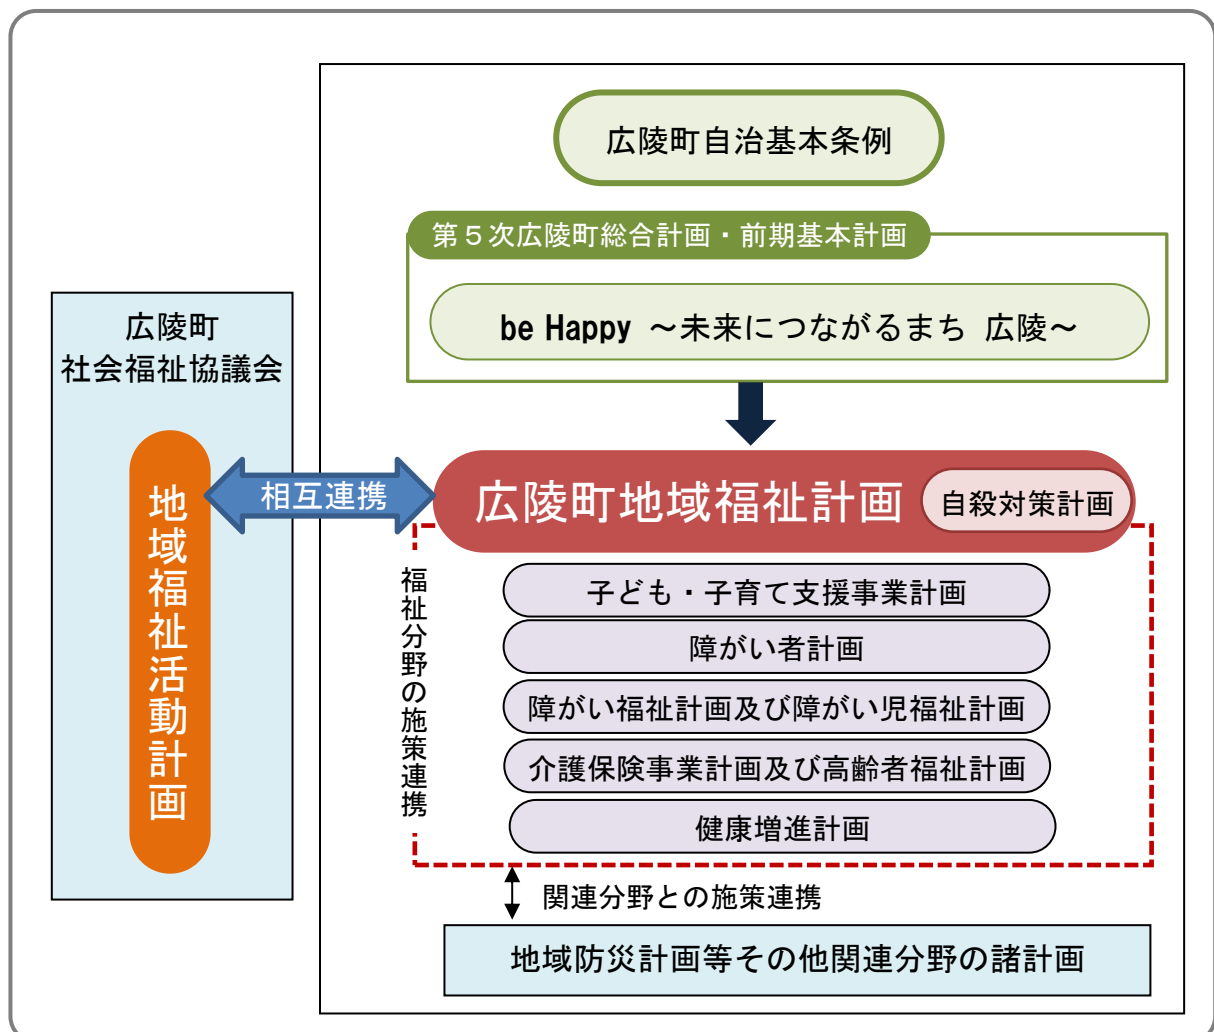 広陵町自治基本条例
第５次広陵町総合計画・前期基本計画
be Happy ～未来につながるまち 広陵～
広陵町
社会福祉協議会
地域福祉活動計画
相互連携
広陵町地域福祉計画
自殺対策計画
福祉分野の施策連携
子ども・子育て支援事業計画
障がい者計画
障がい福祉計画及び障がい児福祉計画
介護保険事業計画及び高齢者福祉計画
健康増進計画
関連分野との施策連携
地域防災計画等その他関連分野の諸計画